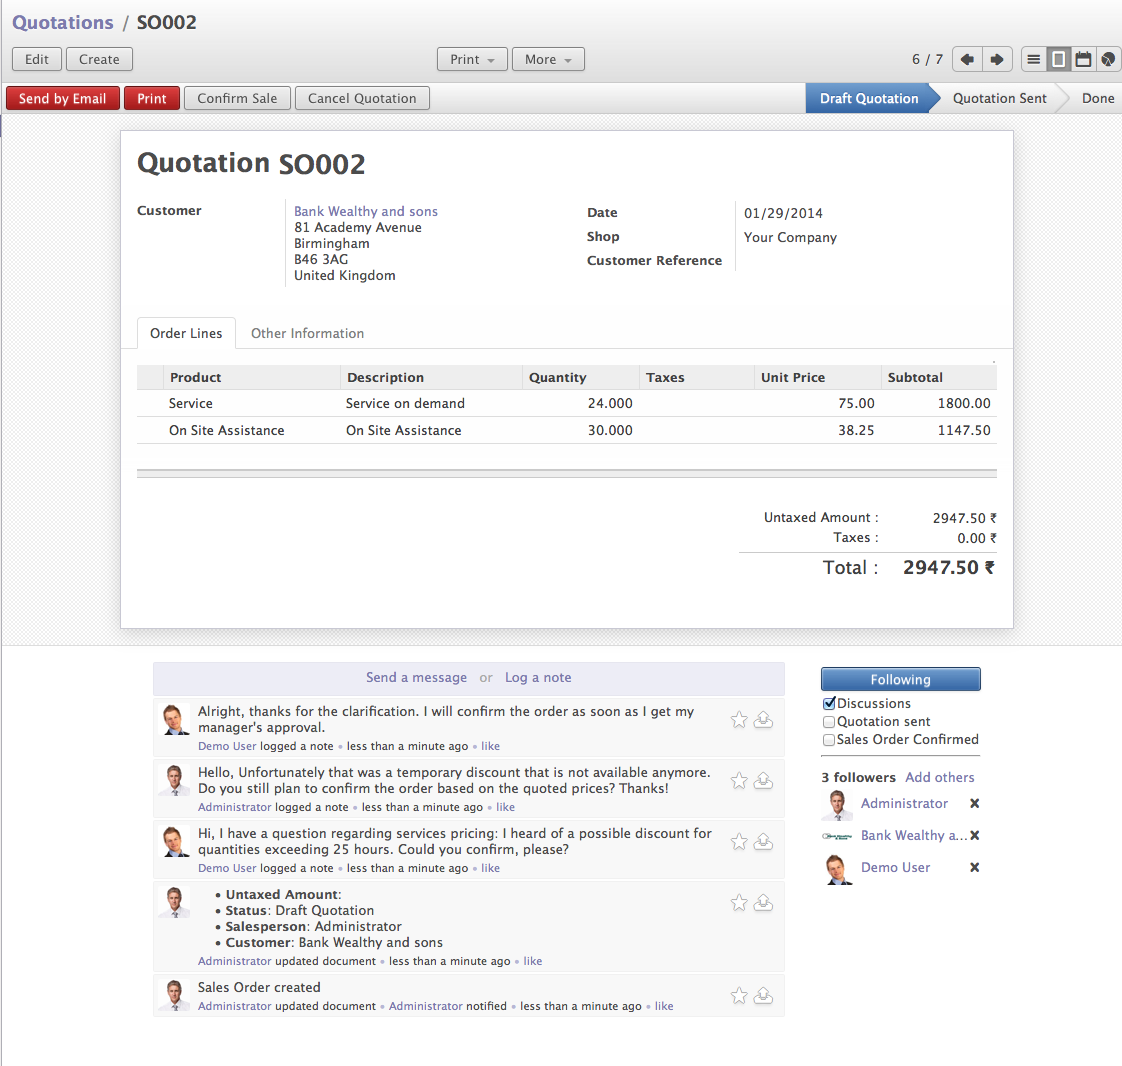 Quotations / SO002
Edit Create Print More 6 / 7
Send by Email Print Confirm Sale Cancel Quotation Draft Quotation Quotation Sent Done
Quotation SO002
Customer
Bank Wealthy and sons
81 Academy Avenue
Birmingham
B46 3AG
United Kingdom
Date 01/29/2014
Shop Your Company
Customer Reference
Order Lines Other Information
Product Description Quantity Taxes Unit Price Subtotal
Service Service on demand 24.000 75.00 1800.00
On Site Assistance On Site Assistance 30.000 38.25 1147.50
Untaxed Amount : 2947.50 ₹
Taxes : 0.00 ₹
Total : 2947.50 ₹
Send a message or Log a note
Alright, thanks for the clarification. I will confirm the order as soon as I get my
manager's approval.
Demo User logged a note • less than a minute ago • like
Hello, Unfortunately that was a temporary discount that is not available anymore.
Do you still plan to confirm the order based on the quoted prices? Thanks!
Administrator logged a note • less than a minute ago • like
Hi, I have a question regarding services pricing: I heard of a possible discount for
quantities exceeding 25 hours. Could you confirm, please?
Demo User logged a note • less than a minute ago • like
• Untaxed Amount:
• Status: Draft Quotation
• Salesperson: Administrator
• Customer: Bank Wealthy and sons
Administrator updated document • less than a minute ago • like
Sales Order created
Administrator updated document • Administrator notified • less than a minute ago • like
Following
Discussions
Quotation sent
Sales Order Confirmed
3 followers Add others
Administrator
Bank Wealthy a...
Demo User